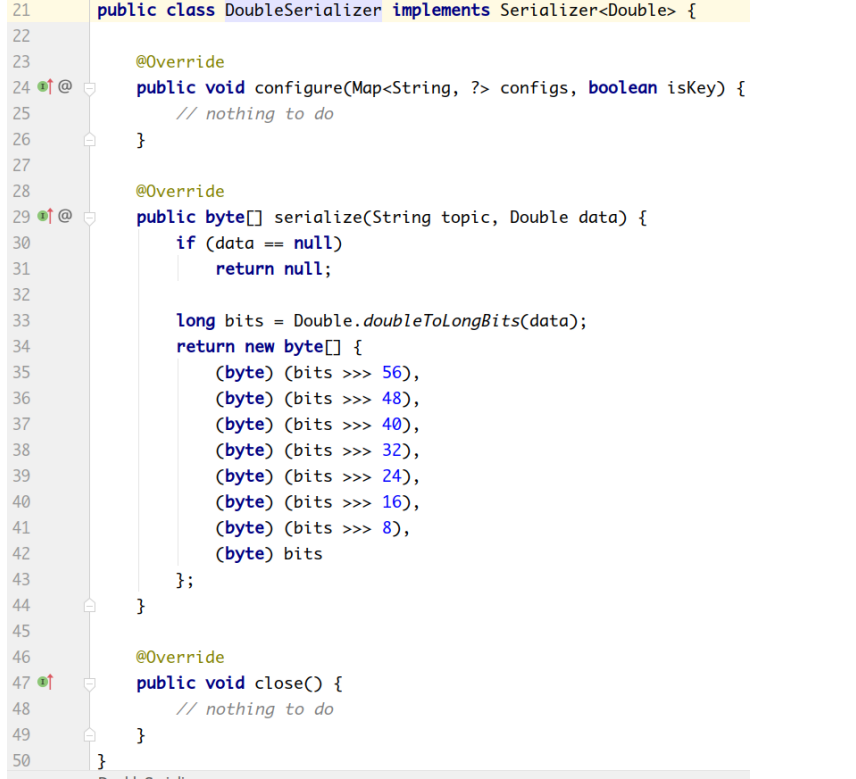 21 public class DoubleSerializer implements Serializer<Double> {
22
23 @Override
24 @ public void configure(Map<String, ?> configs, boolean isKey) {
25 // nothing to do
26 }
27
28 @Override
29 @ public byte[] serialize(String topic, Double data) {
30 if (data == null)
31 return null;
32
33 long bits = Double.doubleToLongBits(data);
34 return new byte[] {
35 (byte) (bits >>> 56),
36 (byte) (bits >>> 48),
37 (byte) (bits >>> 40),
38 (byte) (bits >>> 32),
39 (byte) (bits >>> 24),
40 (byte) (bits >>> 16),
41 (byte) (bits >>> 8),
42 (byte) bits
43 };
44 }
45
46 @Override
47 public void close() {
48 // nothing to do
49 }
50 }